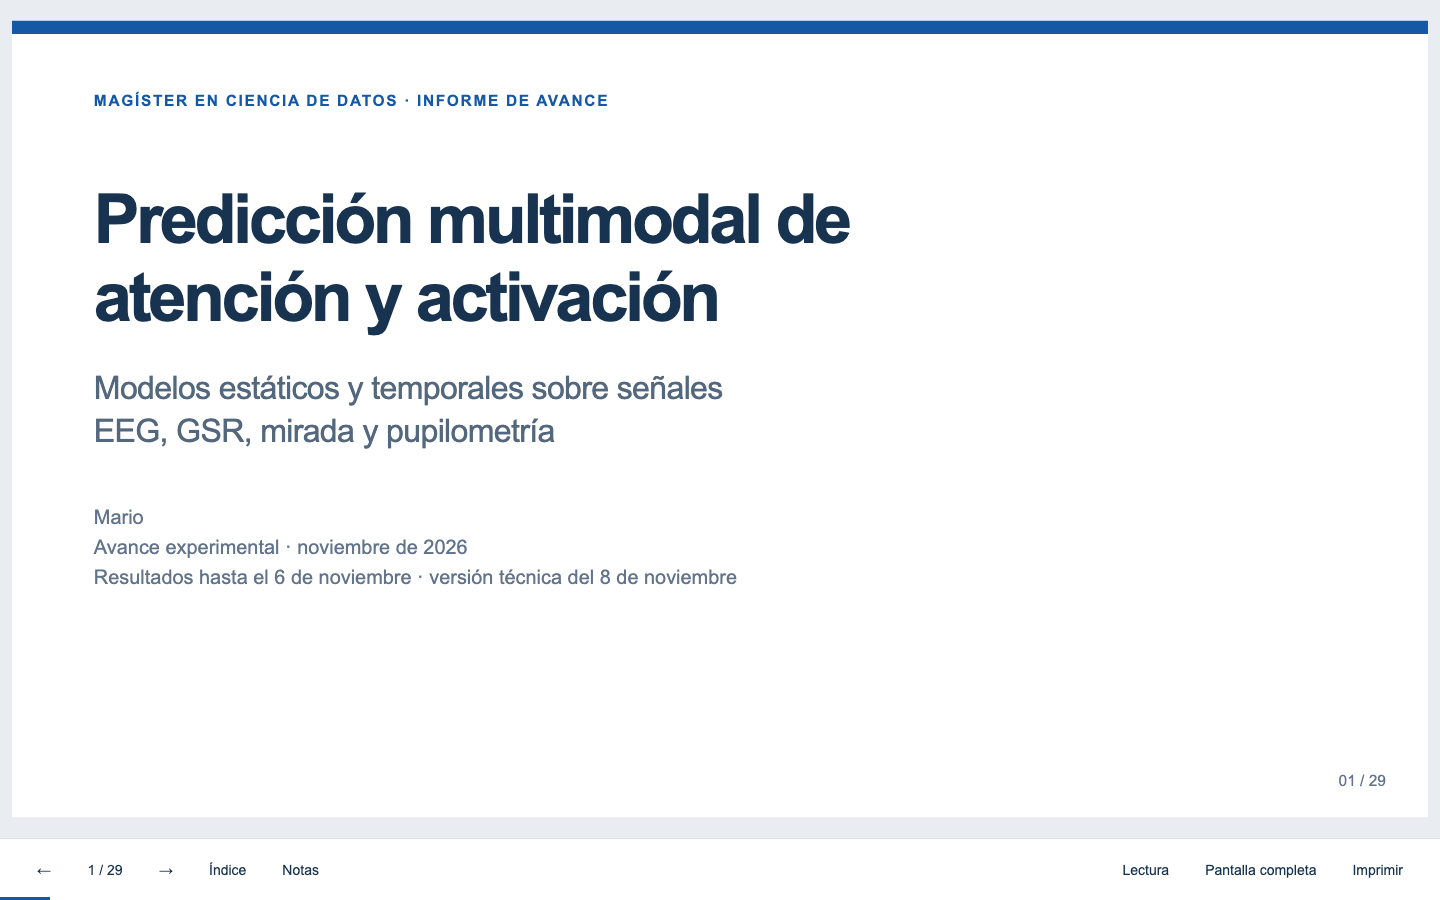 MAGÍSTER EN CIENCIA DE DATOS · INFORME DE AVANCE
Predicción multimodal de
atención y activación
Modelos estáticos y temporales sobre señales
EEG, GSR, mirada y pupilometría
Mario
Avance experimental · noviembre de 2026
Resultados hasta el 6 de noviembre · versión técnica del 8 de noviembre
01 / 29
← 1 / 29 → Índice Notas Lectura Pantalla completa Imprimir